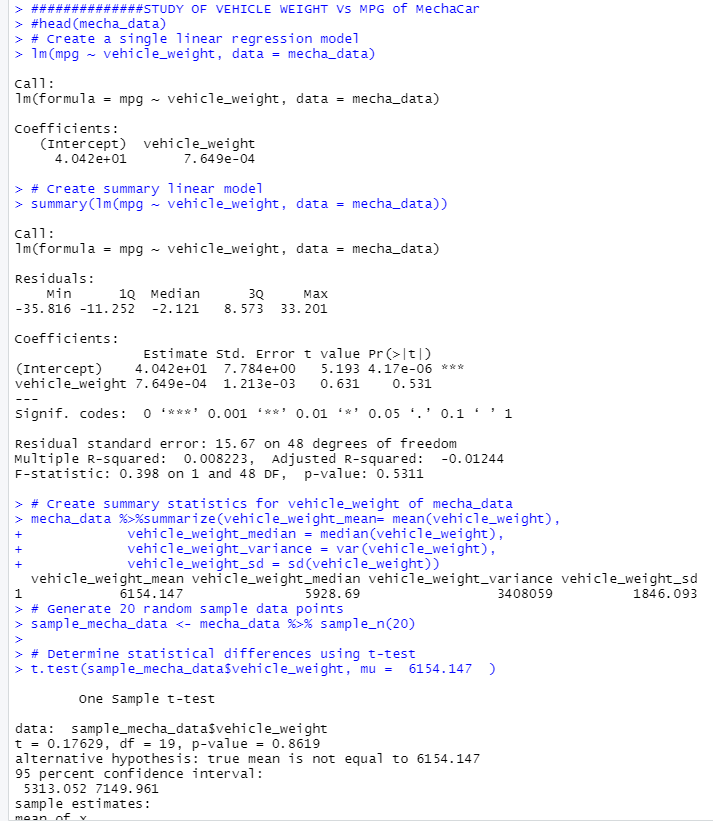 > ##############STUDY OF VEHICLE WEIGHT Vs MPG of MechaCar
> #head(mecha_data)
> # Create a single linear regression model
> lm(mpg ~ vehicle_weight, data = mecha_data)

Call:
lm(formula = mpg ~ vehicle_weight, data = mecha_data)

Coefficients:
   (Intercept)  vehicle_weight
     4.042e+01       7.649e-04

> # Create summary linear model
> summary(lm(mpg ~ vehicle_weight, data = mecha_data))

Call:
lm(formula = mpg ~ vehicle_weight, data = mecha_data)

Residuals:
    Min      1Q  Median      3Q     Max
-35.816 -11.252  -2.121   8.573  33.201

Coefficients:
                Estimate Std. Error t value Pr(>|t|)
(Intercept)    4.042e+01  7.784e+00   5.193 4.17e-06 ***
vehicle_weight 7.649e-04  1.213e-03   0.631    0.531
---
Signif. codes:  0 ‘***’ 0.001 ‘**’ 0.01 ‘*’ 0.05 ‘.’ 0.1 ‘ ’ 1

Residual standard error: 15.67 on 48 degrees of freedom
Multiple R-squared:  0.008223,	Adjusted R-squared:  -0.01244
F-statistic: 0.398 on 1 and 48 DF,  p-value: 0.5311

> # Create summary statistics for vehicle_weight of mecha_data
> mecha_data %>%summarize(vehicle_weight_mean= mean(vehicle_weight),
+             vehicle_weight_median = median(vehicle_weight),
+             vehicle_weight_variance = var(vehicle_weight),
+             vehicle_weight_sd = sd(vehicle_weight))
  vehicle_weight_mean vehicle_weight_median vehicle_weight_variance vehicle_weight_sd
1            6154.147               5928.69                 3408059          1846.093
> # Generate 20 random sample data points
> sample_mecha_data <- mecha_data %>% sample_n(20)
>
> # Determine statistical differences using t-test
> t.test(sample_mecha_data$vehicle_weight, mu =  6154.147  )

	One Sample t-test

data:  sample_mecha_data$vehicle_weight
t = 0.17629, df = 19, p-value = 0.8619
alternative hypothesis: true mean is not equal to 6154.147
95 percent confidence interval:
 5313.052 7149.961
sample estimates:
mean of x